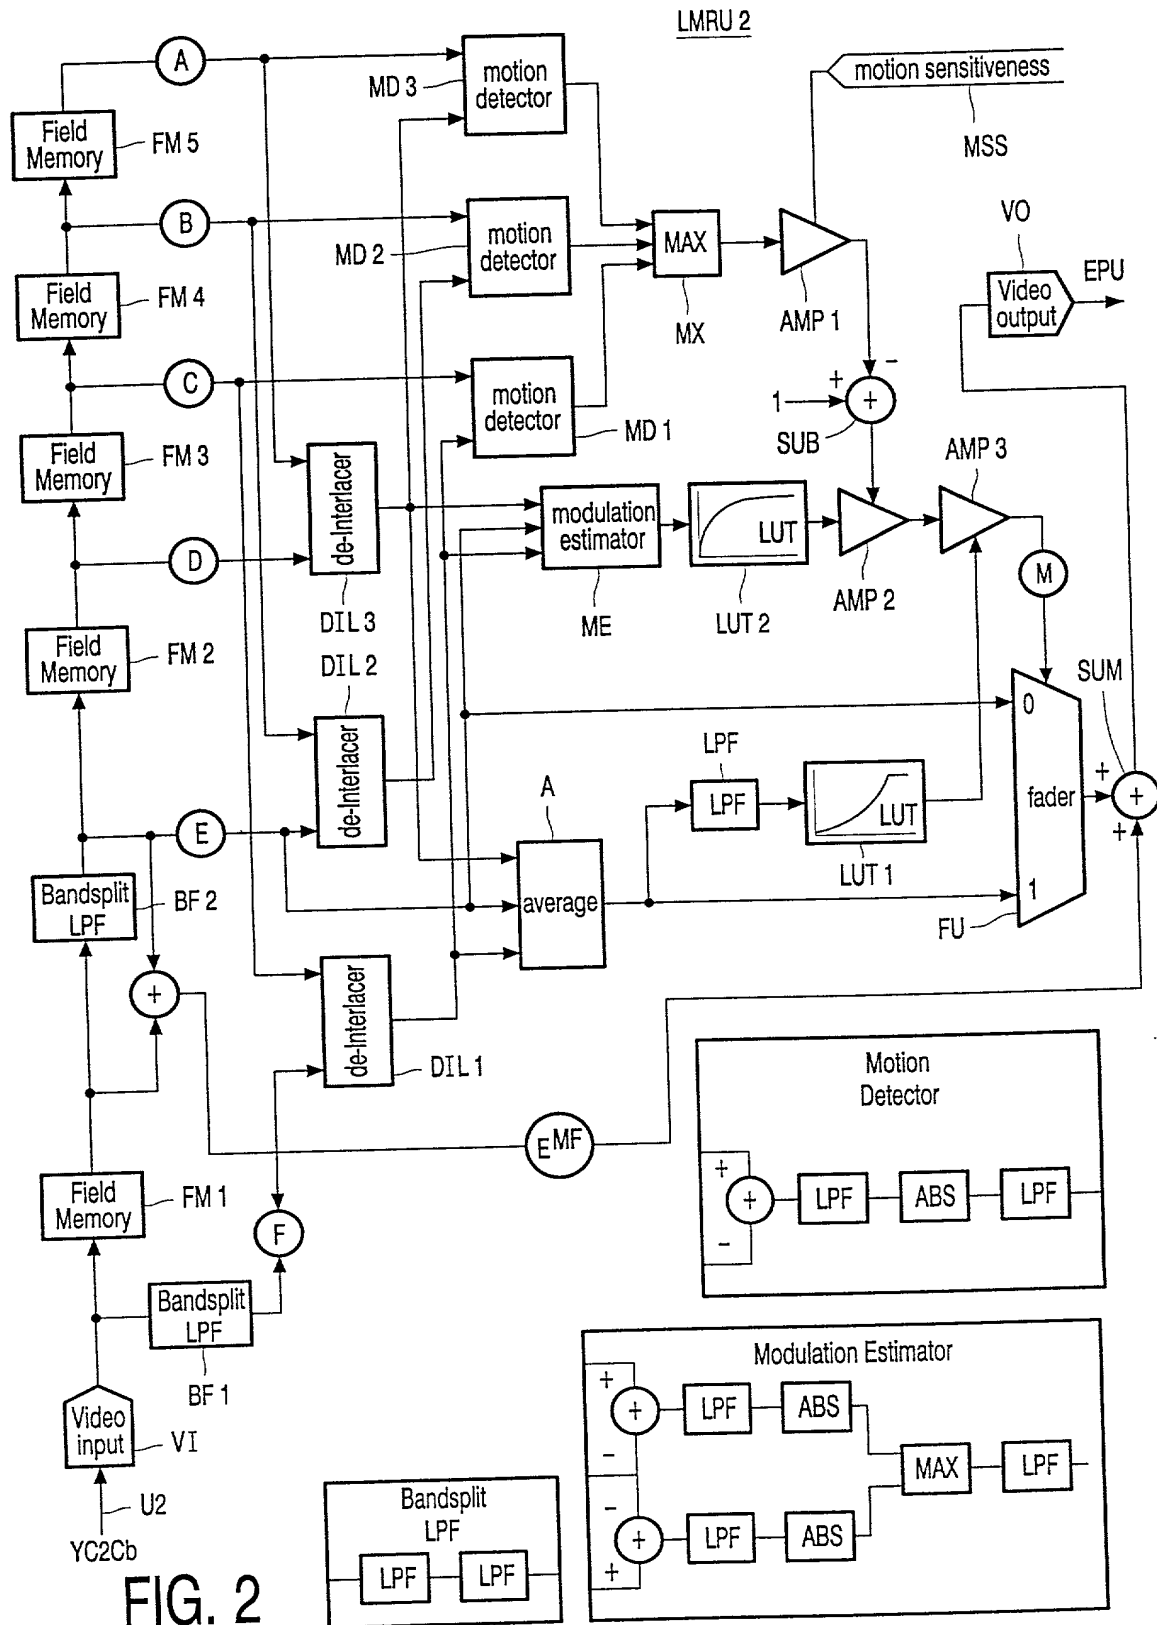 LMRU 2
A
motion detector
MD 3
motion sensitiveness
MSS
Field Memory
FM 5
B
motion detector
MD 2
MAX
MX
AMP 1
VO
Video output
EPU
Field Memory
FM 4
C
motion detector
MD 1
-
+
1
+
SUB
Field Memory
FM 3
de-Interlacer
DIL 3
modulation estimator
ME
LUT
LUT 2
AMP 2
AMP 3
M
D
Field Memory
FM 2
DIL 2
de-Interlacer
SUM
0
fader
1
FU
+
+
+
LPF
LPF
LUT
LUT 1
A
average
E
Bandsplit LPF
BF 2
+
de-Interlacer
DIL 1
E MF
Field Memory
FM 1
F
Bandsplit LPF
BF 1
Video input
VI
U2
YC2Cb
FIG. 2
Motion Detector
+
+
-
LPF
ABS
LPF
Modulation Estimator
+
+
-
LPF
ABS
MAX
LPF
-
+
+
LPF
ABS
Bandsplit LPF
LPF
LPF